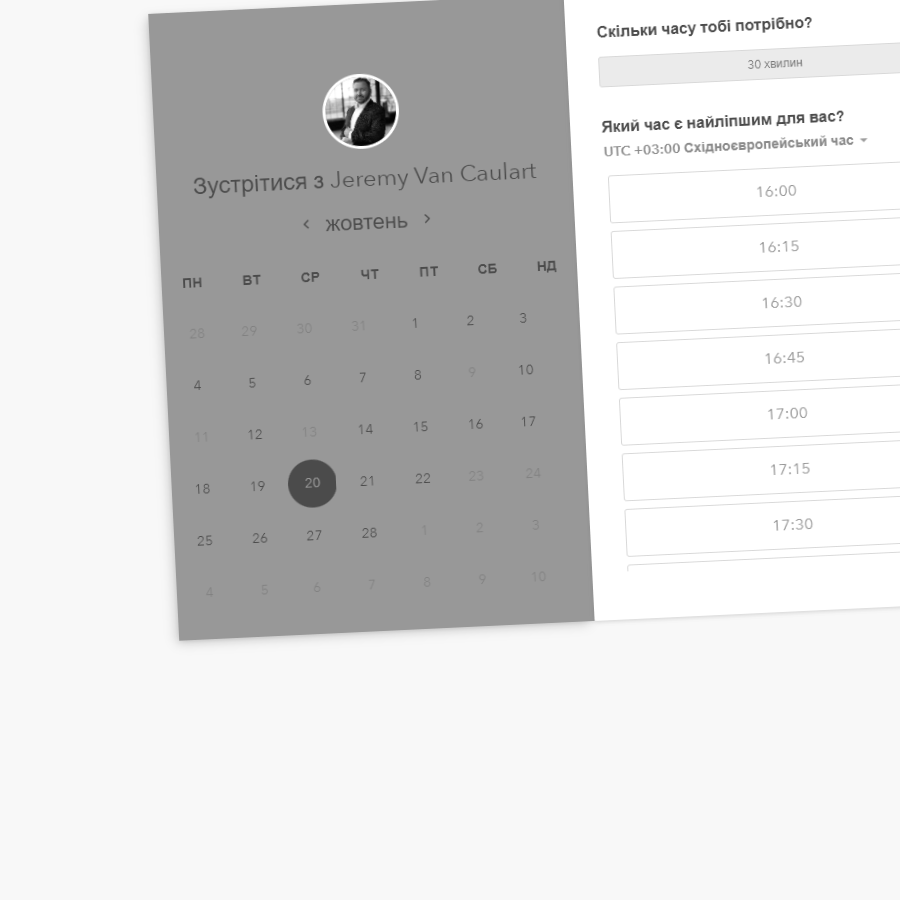 Зустрітися з Jeremy Van Caulart
‹ жовтень ›
ПН ВТ СР ЧТ ПТ СБ НД
28 29 30 31 1 2 3
4 5 6 7 8 9 10
11 12 13 14 15 16 17
18 19 20 21 22 23 24
25 26 27 28 1 2 3
4 5 6 7 8 9 10
Скільки часу тобі потрібно?
30 хвилин
Який час є найліпшим для вас?
UTC +03:00 Східноєвропейський час
16:00
16:15
16:30
16:45
17:00
17:15
17:30